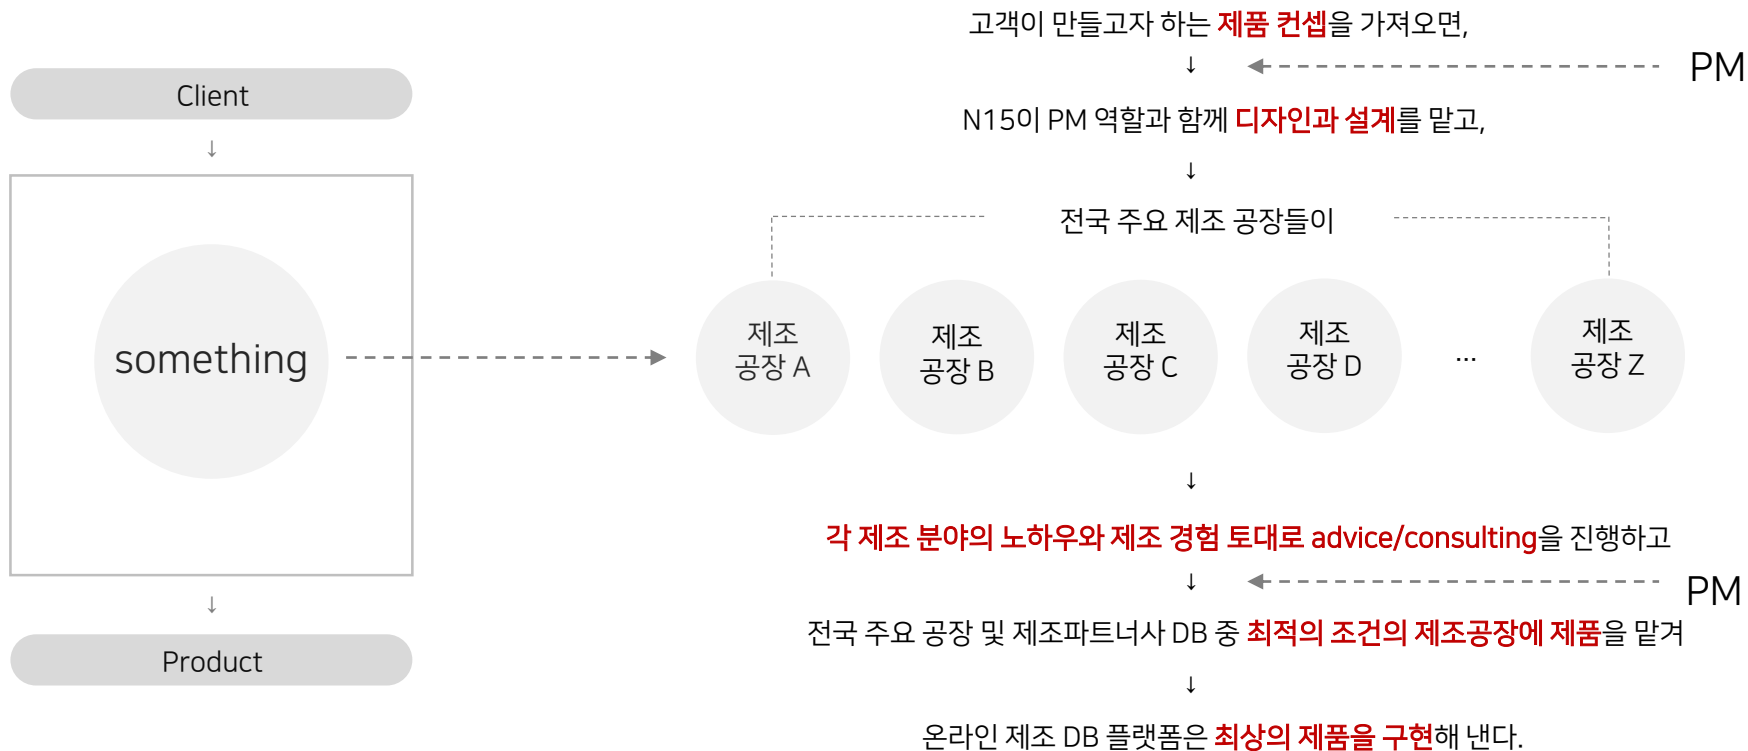 Client
↓
something
↓
Product
고객이 만들고자 하는 제품 컨셉을 가져오면,
↓
PM
N15이 PM 역할과 함께 디자인과 설계를 맡고,
↓
전국 주요 제조 공장들이
제조
공장 A
제조
공장 B
제조
공장 C
제조
공장 D
...
제조
공장 Z
↓
각 제조 분야의 노하우와 제조 경험 토대로 advice/consulting을 진행하고
↓
PM
전국 주요 공장 및 제조파트너사 DB 중 최적의 조건의 제조공장에 제품을 맡겨
↓
온라인 제조 DB 플랫폼은 최상의 제품을 구현해 낸다.